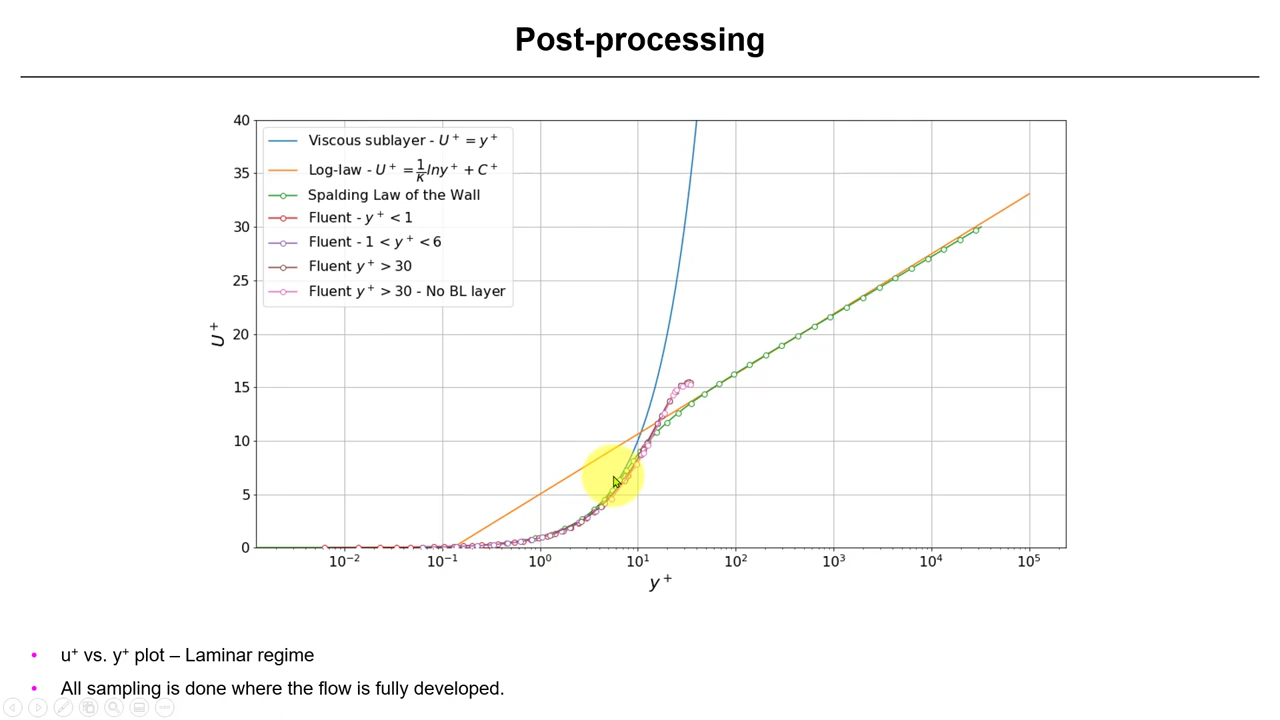 Post-processing
40
35
30
25
20
15
10
5
0
U⁺
Viscous sublayer - U⁺ = y⁺
Log-law - U⁺ = 1/κ lny⁺ + C⁺
Spalding Law of the Wall
Fluent - y⁺ < 1
Fluent - 1 < y⁺ < 6
Fluent y⁺ > 30
Fluent y⁺ > 30 - No BL layer
10⁻² 10⁻¹ 10⁰ 10¹ 10² 10³ 10⁴ 10⁵
y⁺
• u⁺ vs. y⁺ plot – Laminar regime
• All sampling is done where the flow is fully developed.